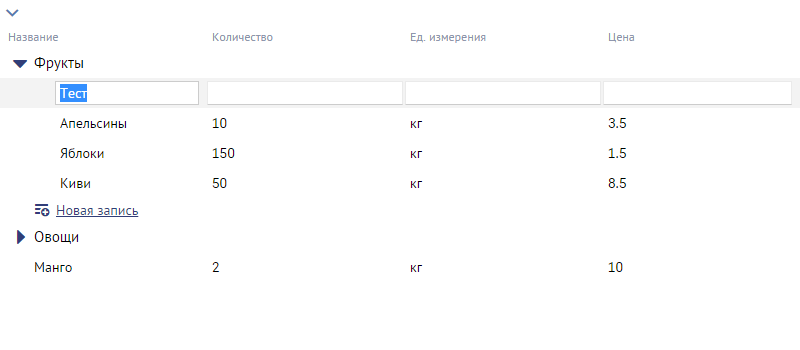 Название Количество Ед. измерения Цена
Фрукты
Тест
Апельсины 10 кг 3.5
Яблоки 150 кг 1.5
Киви 50 кг 8.5
Новая запись
Овощи
Манго 2 кг 10